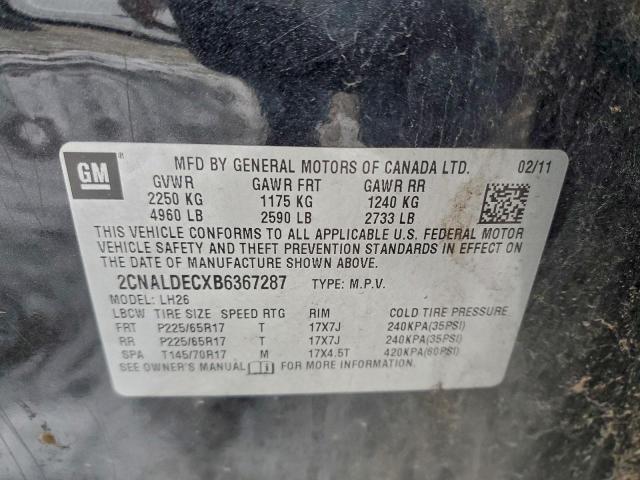 GM
MFD BY GENERAL MOTORS OF CANADA LTD. 02/11
GVWR GAWR FRT GAWR RR
2250 KG 1175 KG 1240 KG
4960 LB 2590 LB 2733 LB
THIS VEHICLE CONFORMS TO ALL APPLICABLE U.S. FEDERAL MOTOR
VEHICLE SAFETY AND THEFT PREVENTION STANDARDS IN EFFECT ON
THE DATE OF MANUFACTURE SHOWN ABOVE.
2CNALDECXB6367287 TYPE: M.P.V.
MODEL: LH26
LBCW TIRE SIZE SPEED RTG RIM COLD TIRE PRESSURE
FRT P225/65R17 T 17X7J 240KPA(35PSI)
RR P225/65R17 T 17X7J 240KPA(35PSI)
SPA T145/70R17 M 17X4.5T 420KPA(60PSI)
SEE OWNER'S MANUAL FOR ADDITIONAL INFORMATION.